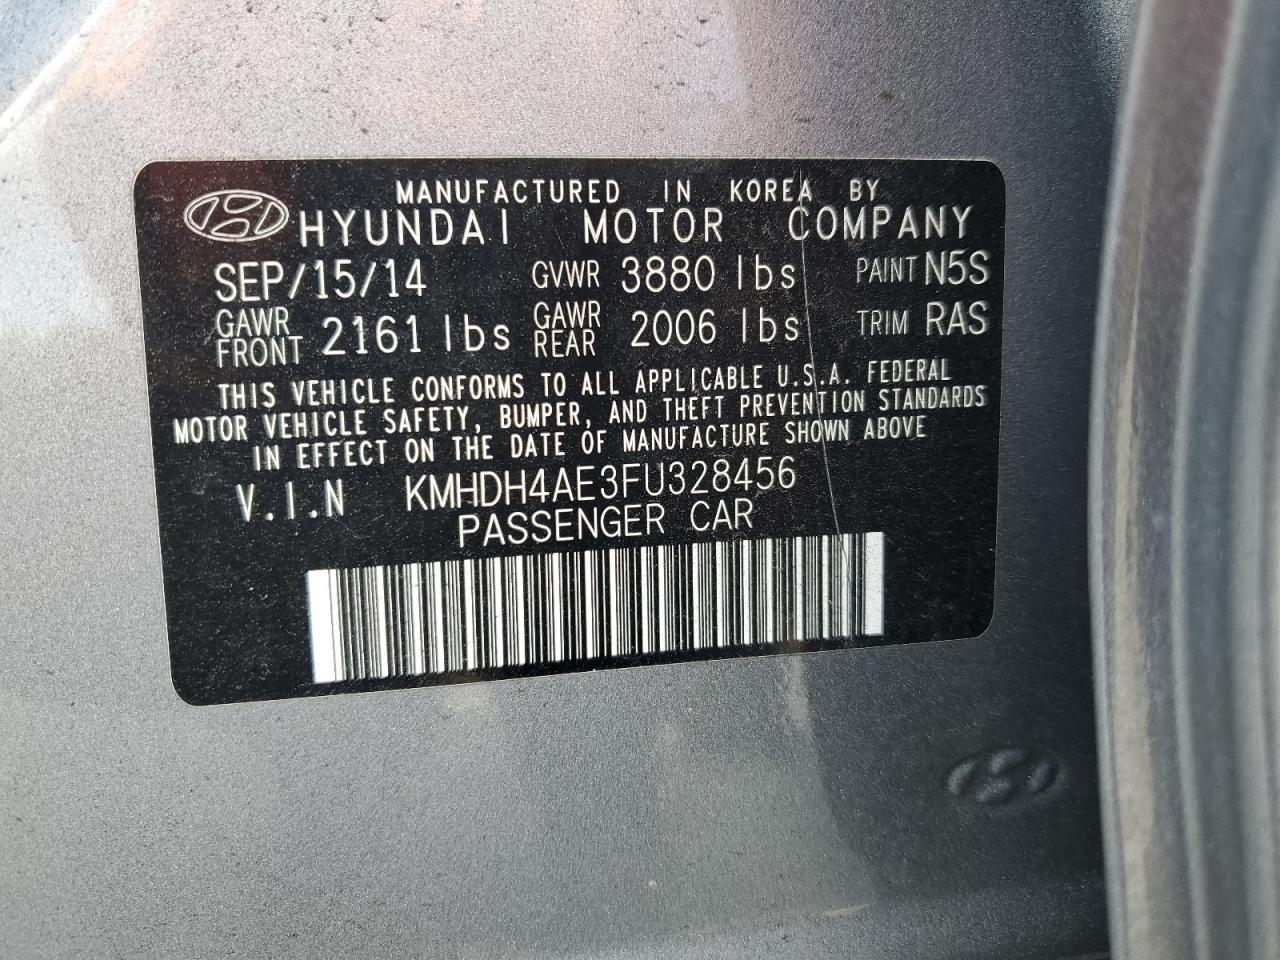 MANUFACTURED IN KOREA BY
HYUNDAI MOTOR COMPANY
SEP/15/14 GVWR 3880 lbs PAINT N5S
GAWR FRONT 2161 lbs GAWR REAR 2006 lbs TRIM RAS
THIS VEHICLE CONFORMS TO ALL APPLICABLE U.S.A. FEDERAL
MOTOR VEHICLE SAFETY, BUMPER, AND THEFT PREVENTION STANDARDS
IN EFFECT ON THE DATE OF MANUFACTURE SHOWN ABOVE
V.I.N KMHDH4AE3FU328456
PASSENGER CAR